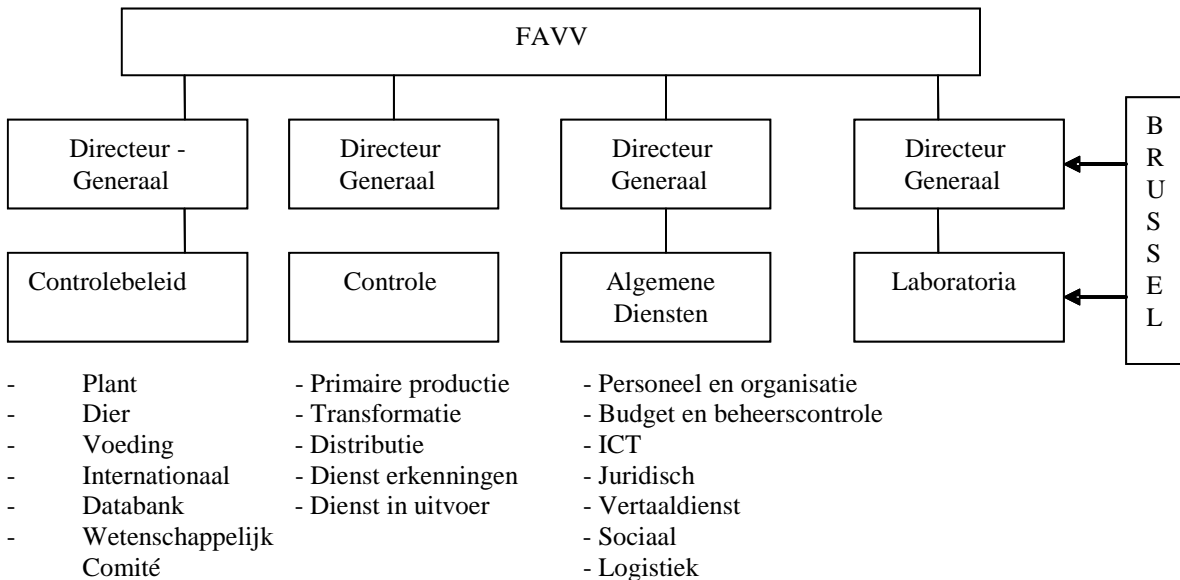 FAVV
Directeur -
Generaal
Directeur
Generaal
Directeur
Generaal
Directeur
Generaal
Controlebeleid
Controle
Algemene
Diensten
Laboratoria
B
R
U
S
S
E
L
- Plant
- Dier
- Voeding
- Internationaal
- Databank
- Wetenschappelijk
Comité
- Primaire productie
- Transformatie
- Distributie
- Dienst erkenningen
- Dienst in uitvoer
- Personeel en organisatie
- Budget en beheerscontrole
- ICT
- Juridisch
- Vertaaldienst
- Sociaal
- Logistiek